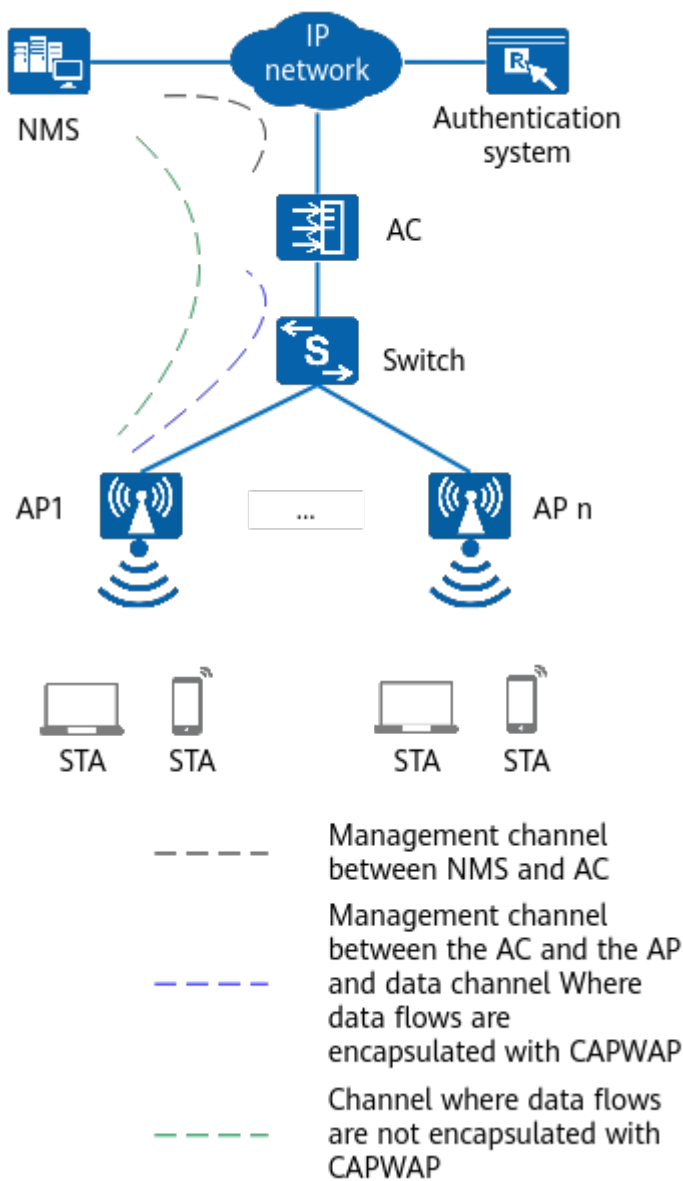 IP
network
NMS
R
Authentication
system
AC
S
Switch
AP1
...
AP n
STA
STA
STA
STA
Management channel
between NMS and AC
Management channel
between the AC and the AP
and data channel Where
data flows are
encapsulated with CAPWAP
Channel where data flows
are not encapsulated with
CAPWAP